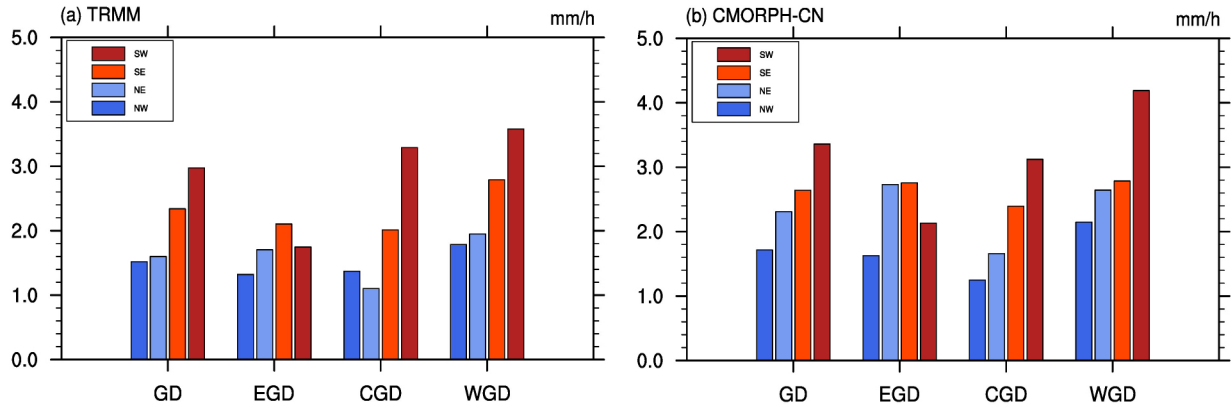 (a) TRMM
mm/h
5.0
4.0
3.0
2.0
1.0
0.0
SW
SE
NE
NW
GD
EGD
CGD
WGD
(b) CMORPH-CN
mm/h
5.0
4.0
3.0
2.0
1.0
0.0
SW
SE
NE
NW
GD
EGD
CGD
WGD